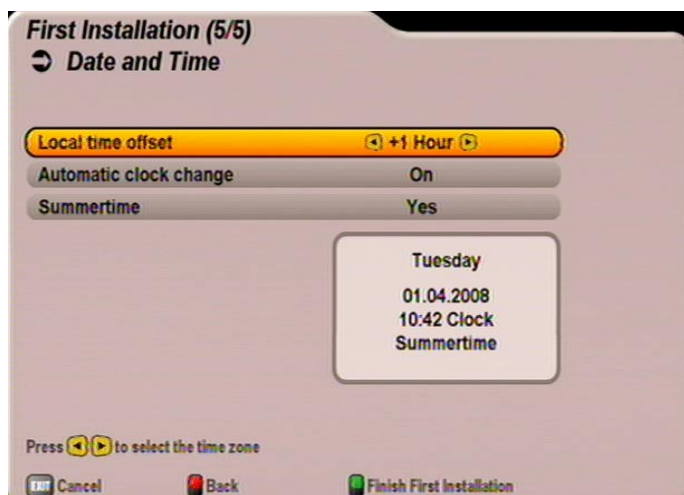 First Installation (5/5)
Date and Time
Local time offset +1 Hour
Automatic clock change On
Summertime Yes
Tuesday
01.04.2008
10:42 Clock
Summertime
Press to select the time zone
EXIT Cancel Back Finish First Installation